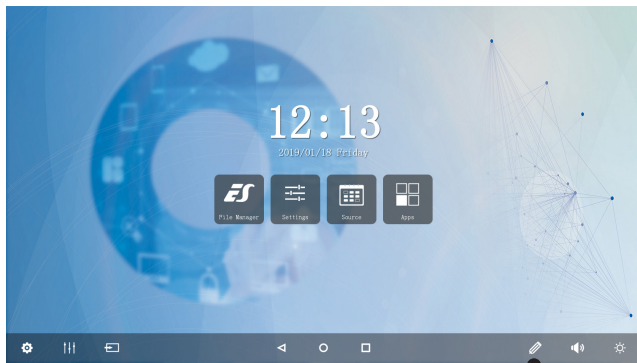 12:13
2019/01/18 Friday
ES
File Manager
Settings
Source
Apps